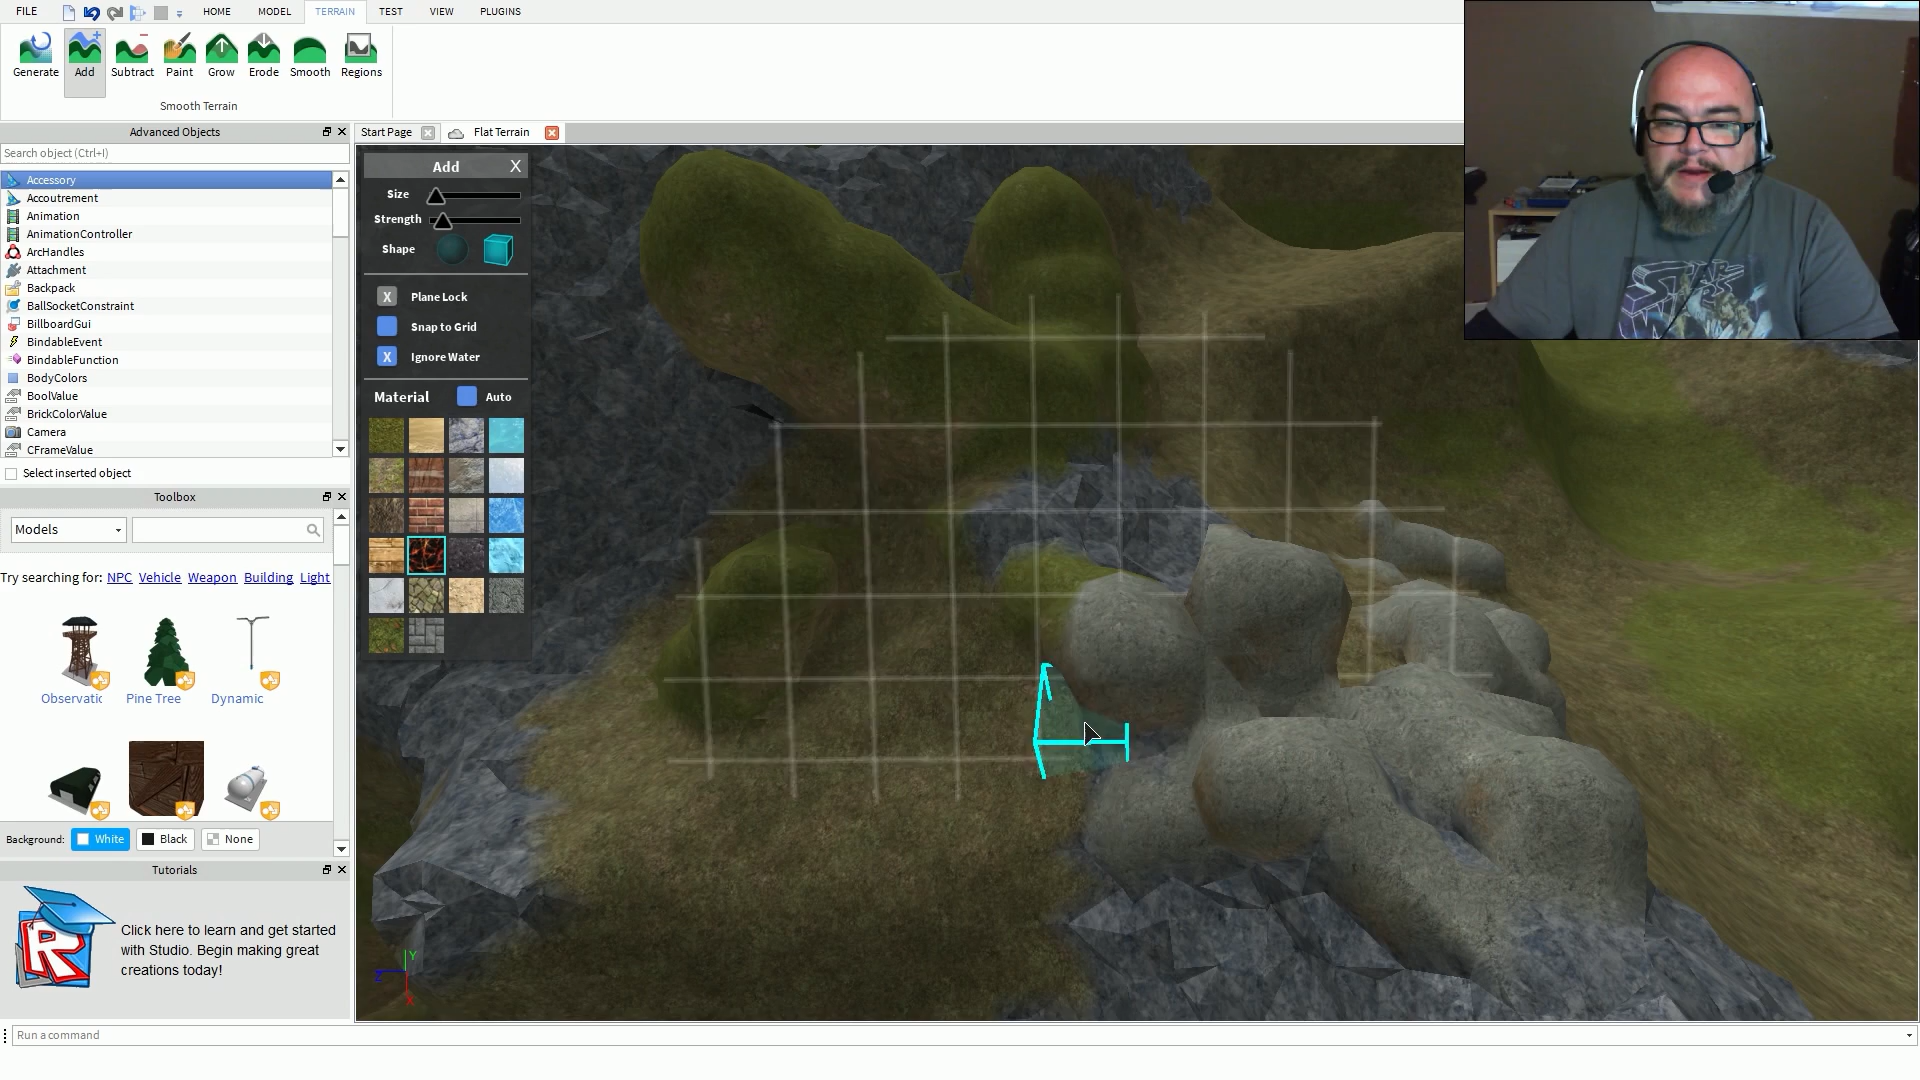 FILE
HOME
MODEL
TERRAIN
TEST
VIEW
PLUGINS
Generate
Add
Subtract
Paint
Grow
Erode
Smooth
Regions
Smooth Terrain
Advanced Objects
Search object (Ctrl+I)
Accessory
Accoutrement
Animation
AnimationController
ArcHandles
Attachment
Backpack
BallSocketConstraint
BillboardGui
BindableEvent
BindableFunction
BodyColors
BoolValue
BrickColorValue
Camera
CFrameValue
Select inserted object
Toolbox
Models
Try searching for: NPC Vehicle Weapon Building Light
Observatic
Pine Tree
Dynamic
Background: White Black None
Tutorials
Click here to learn and get started
with Studio. Begin making great
creations today!
Start Page
Flat Terrain
Add X
Size
Strength
Shape
X Plane Lock
Snap to Grid
X Ignore Water
Material Auto
Y
Z
X
Run a command
STAR
WARS